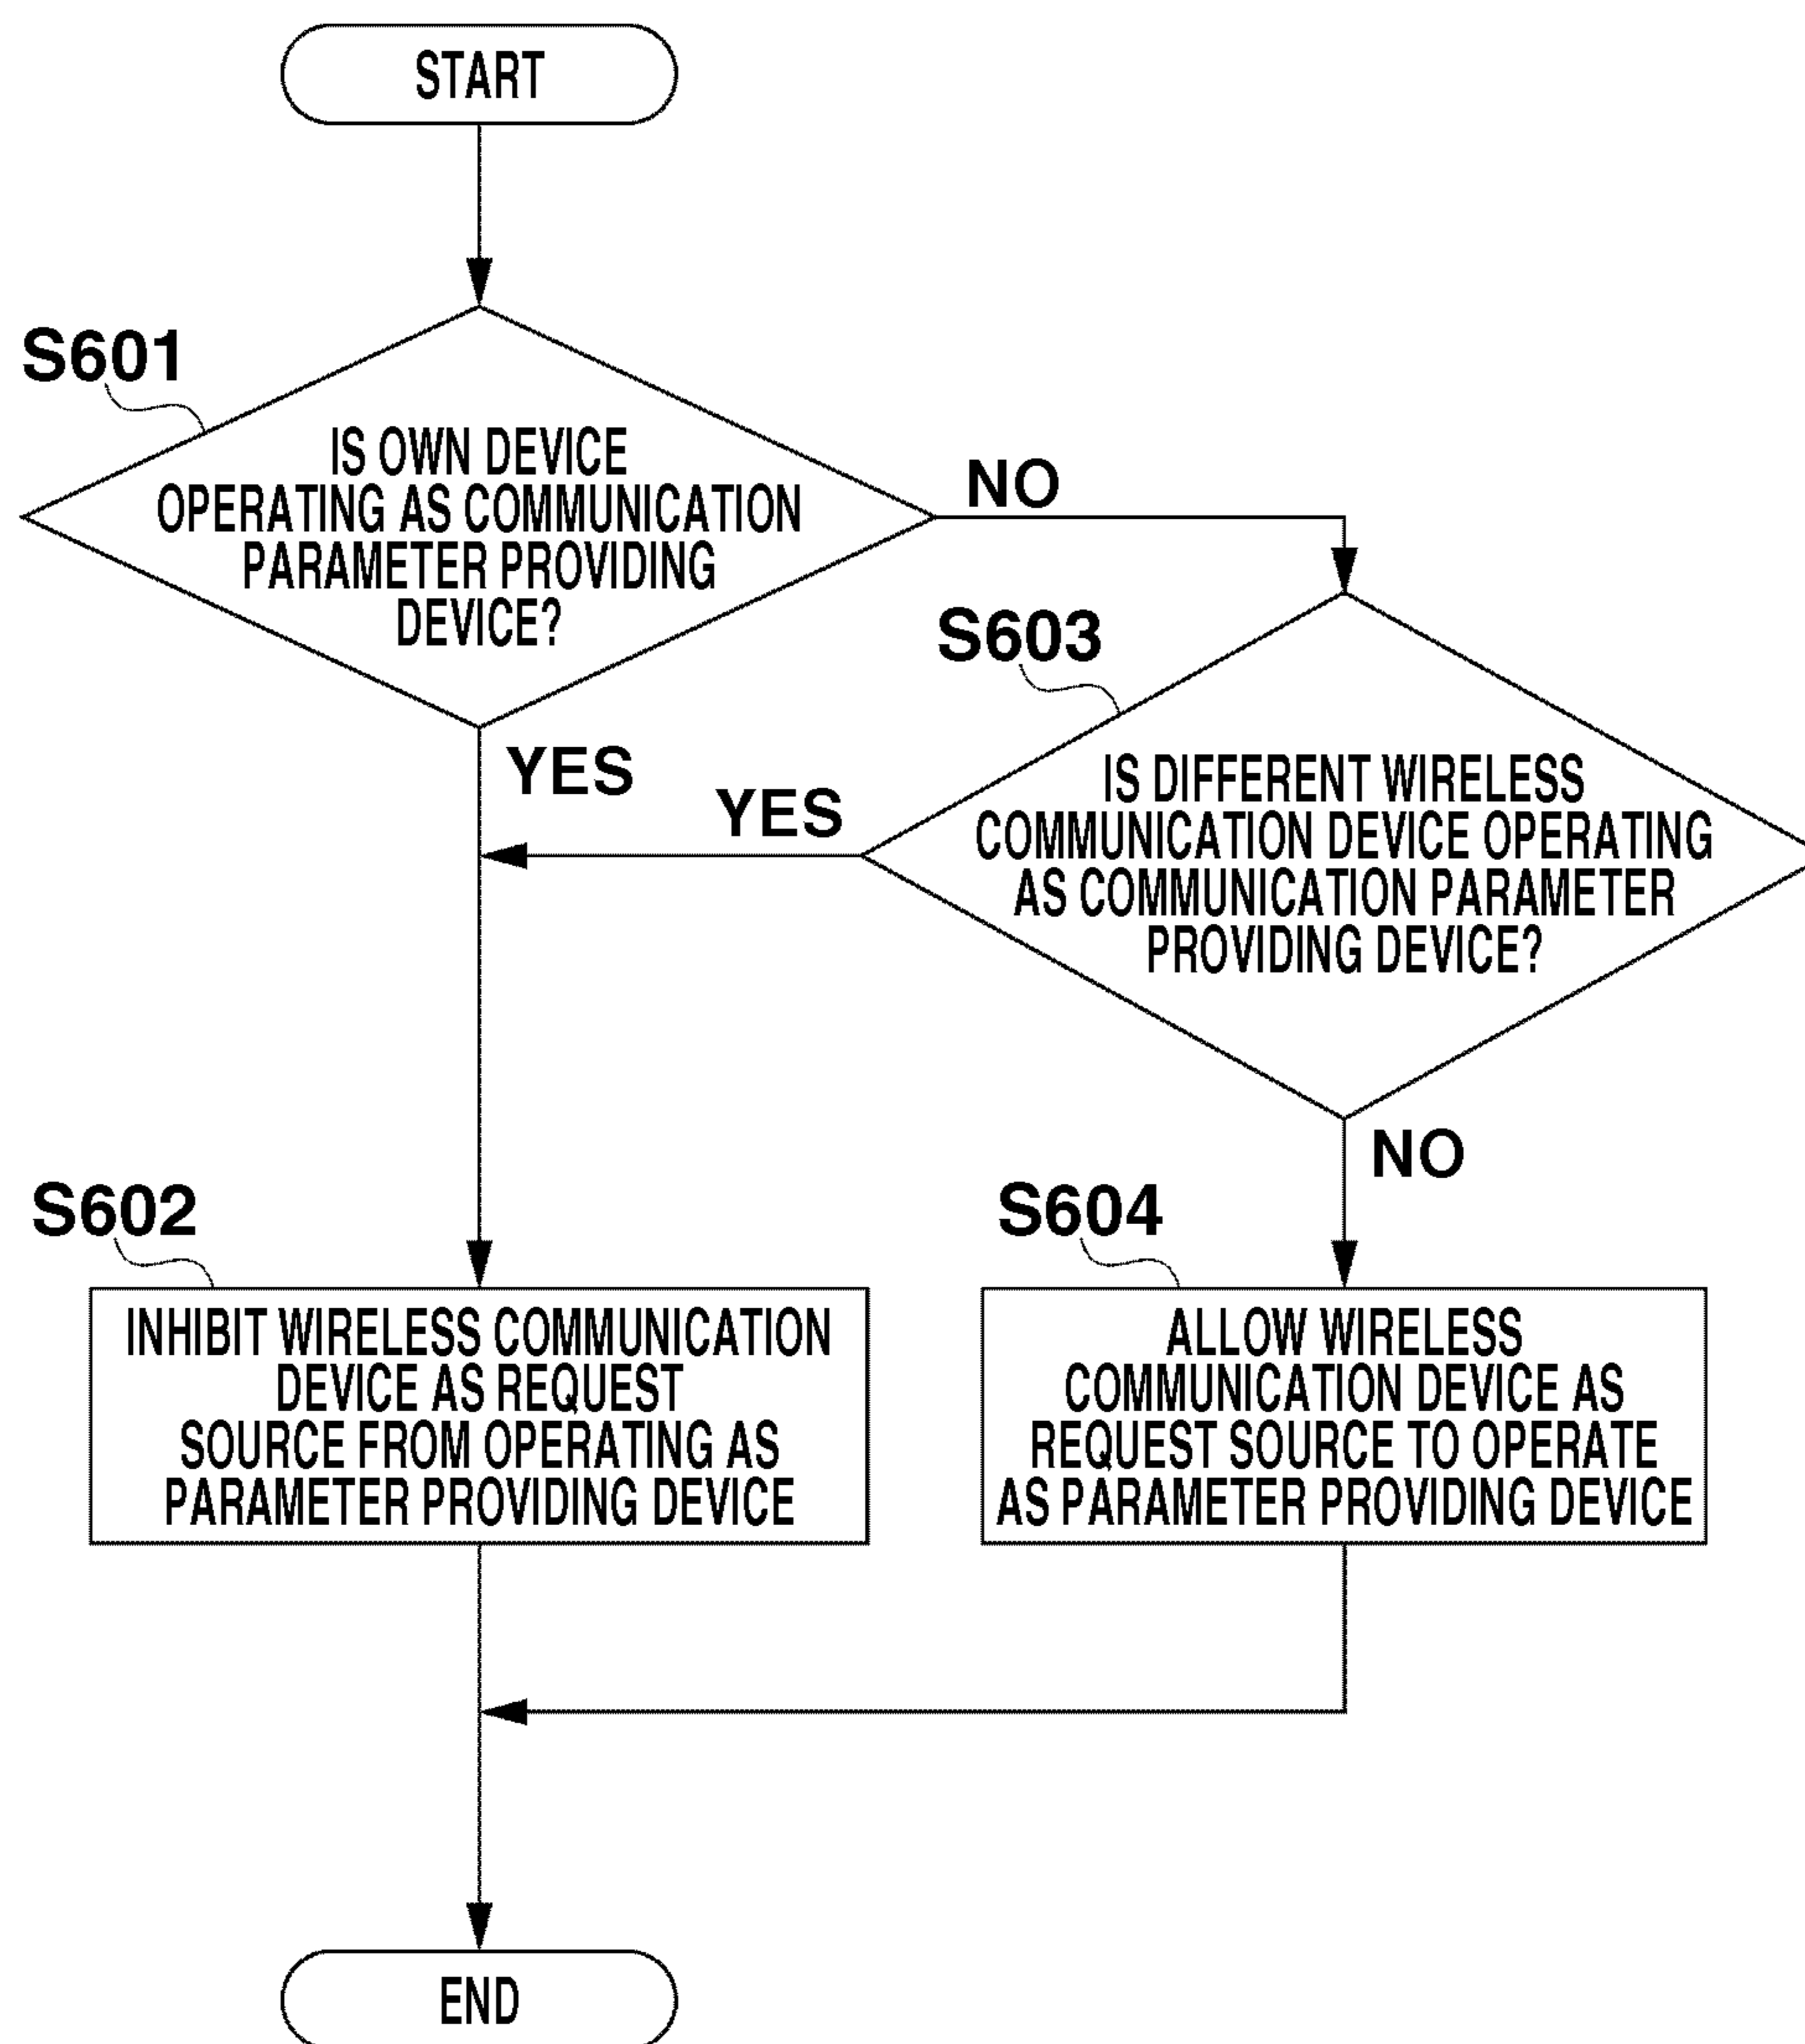 START
S601
IS OWN DEVICE
OPERATING AS COMMUNICATION
PARAMETER PROVIDING
DEVICE?
NO
S603
IS DIFFERENT WIRELESS
COMMUNICATION DEVICE OPERATING
AS COMMUNICATION PARAMETER
PROVIDING DEVICE?
YES
YES
NO
S602
INHIBIT WIRELESS COMMUNICATION
DEVICE AS REQUEST
SOURCE FROM OPERATING AS
PARAMETER PROVIDING DEVICE
S604
ALLOW WIRELESS
COMMUNICATION DEVICE AS
REQUEST SOURCE TO OPERATE
AS PARAMETER PROVIDING DEVICE
END